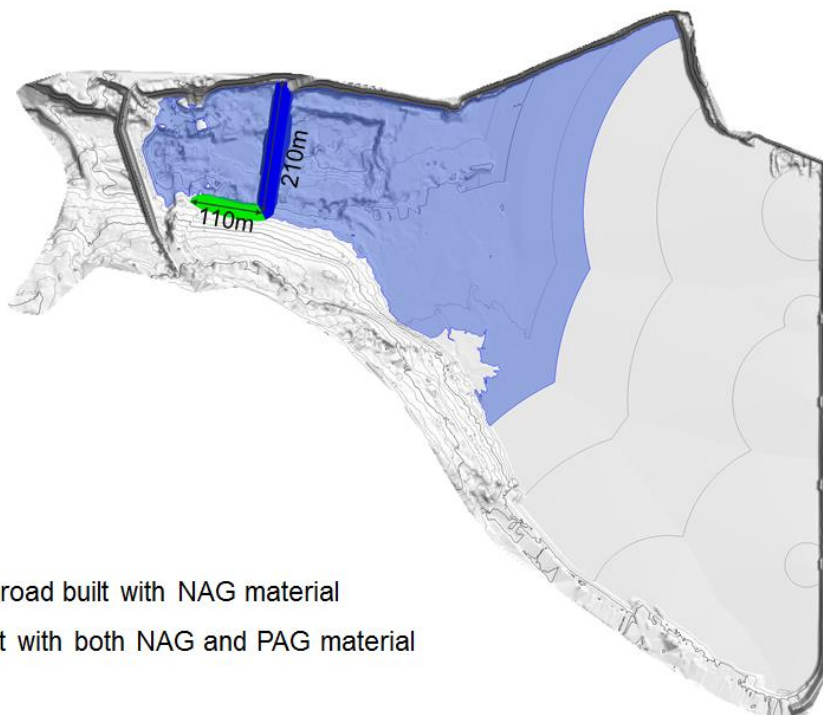 210m
110m
road built with NAG material
with both NAG and PAG material